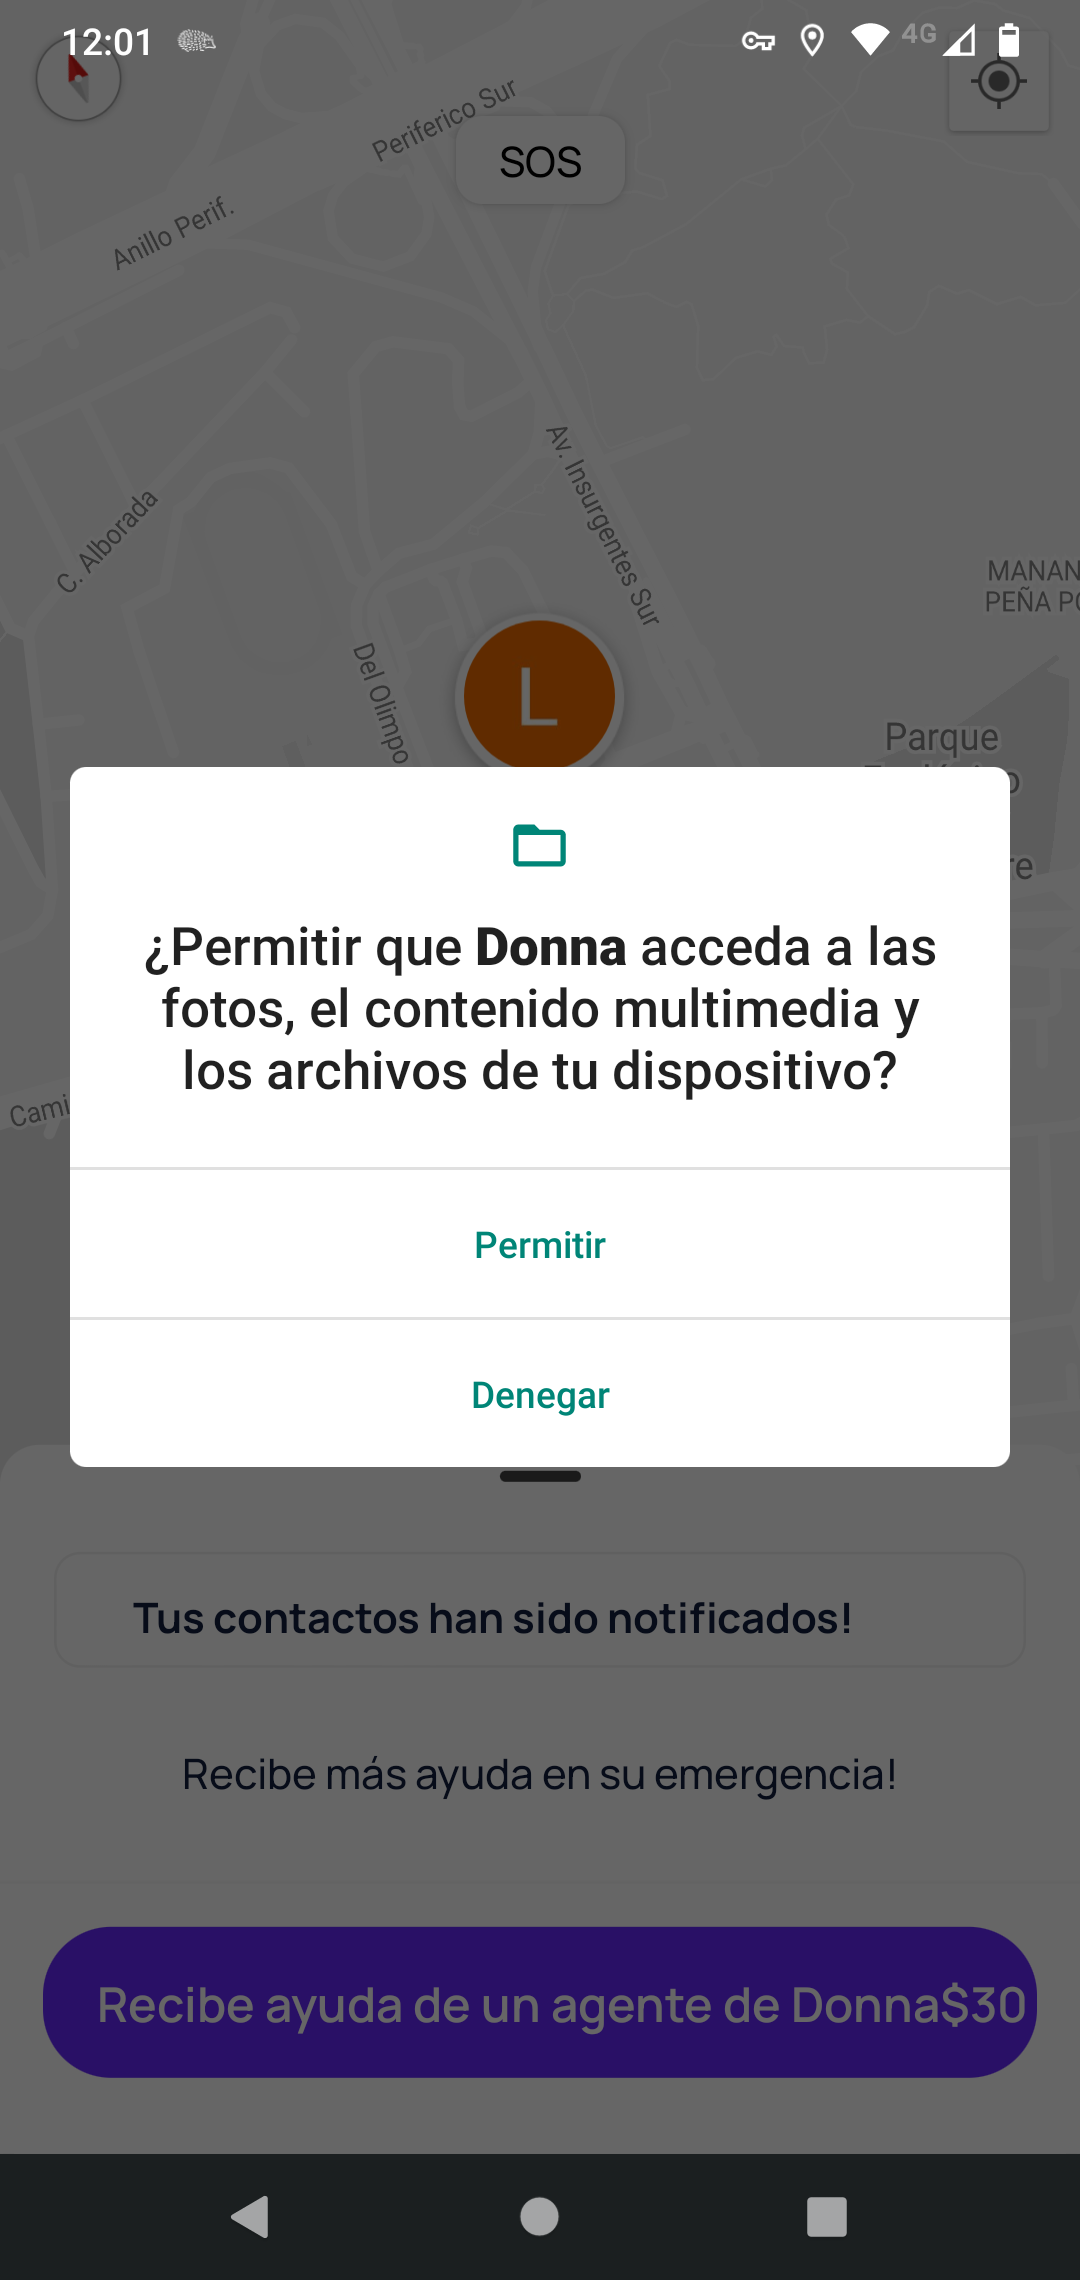 12:01
4G
Periferico Sur
SOS
Anillo Perif.
Av. Insurgentes Sur
C. Alborada
MANAN
PEÑA PO
Del Olimpo
L
Parque
¿Permitir que Donna acceda a las
fotos, el contenido multimedia y
los archivos de tu dispositivo?
Cami
Permitir
Denegar
Tus contactos han sido notificados!
Recibe más ayuda en su emergencia!
Recibe ayuda de un agente de Donna$30